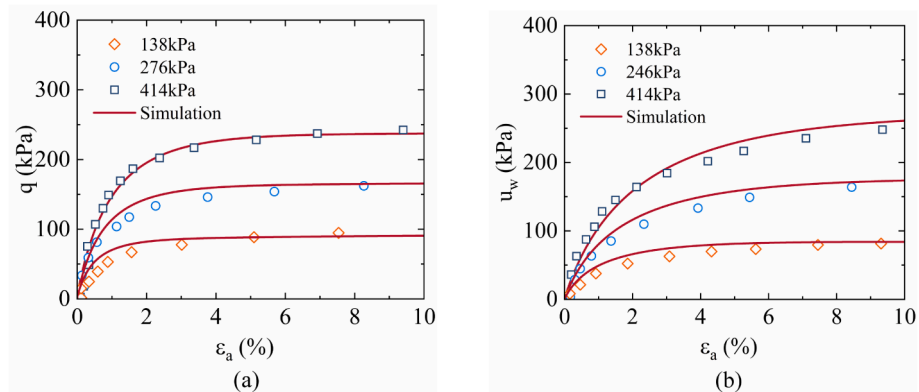 400
300
200
100
0
q (kPa)
138kPa
276kPa
414kPa
Simulation
0 2 4 6 8 10
εa (%)
(a)
400
300
200
100
0
uw (kPa)
138kPa
246kPa
414kPa
Simulation
0 2 4 6 8 10
εa (%)
(b)